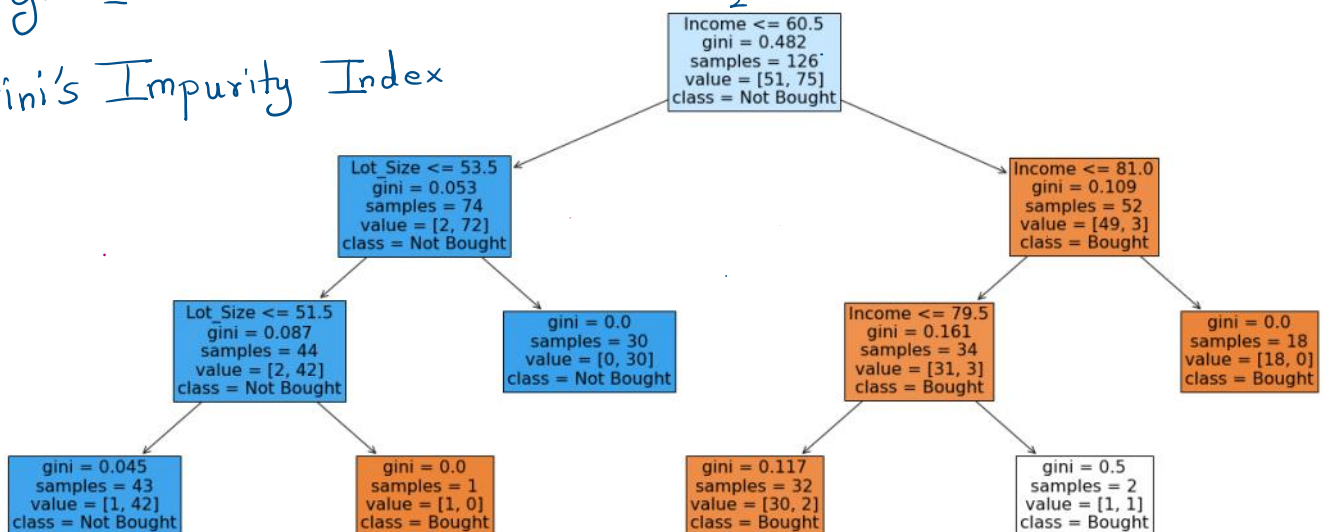 ini's Impurity Index
Income <= 60.5
gini = 0.482
samples = 126
value = [51, 75]
class = Not Bought
Lot_Size <= 53.5
gini = 0.053
samples = 74
value = [2, 72]
class = Not Bought
Income <= 81.0
gini = 0.109
samples = 52
value = [49, 3]
class = Bought
Lot_Size <= 51.5
gini = 0.087
samples = 44
value = [2, 42]
class = Not Bought
gini = 0.0
samples = 30
value = [0, 30]
class = Not Bought
Income <= 79.5
gini = 0.161
samples = 34
value = [31, 3]
class = Bought
gini = 0.0
samples = 18
value = [18, 0]
class = Bought
gini = 0.045
samples = 43
value = [1, 42]
class = Not Bought
gini = 0.0
samples = 1
value = [1, 0]
class = Bought
gini = 0.117
samples = 32
value = [30, 2]
class = Bought
gini = 0.5
samples = 2
value = [1, 1]
class = Bought